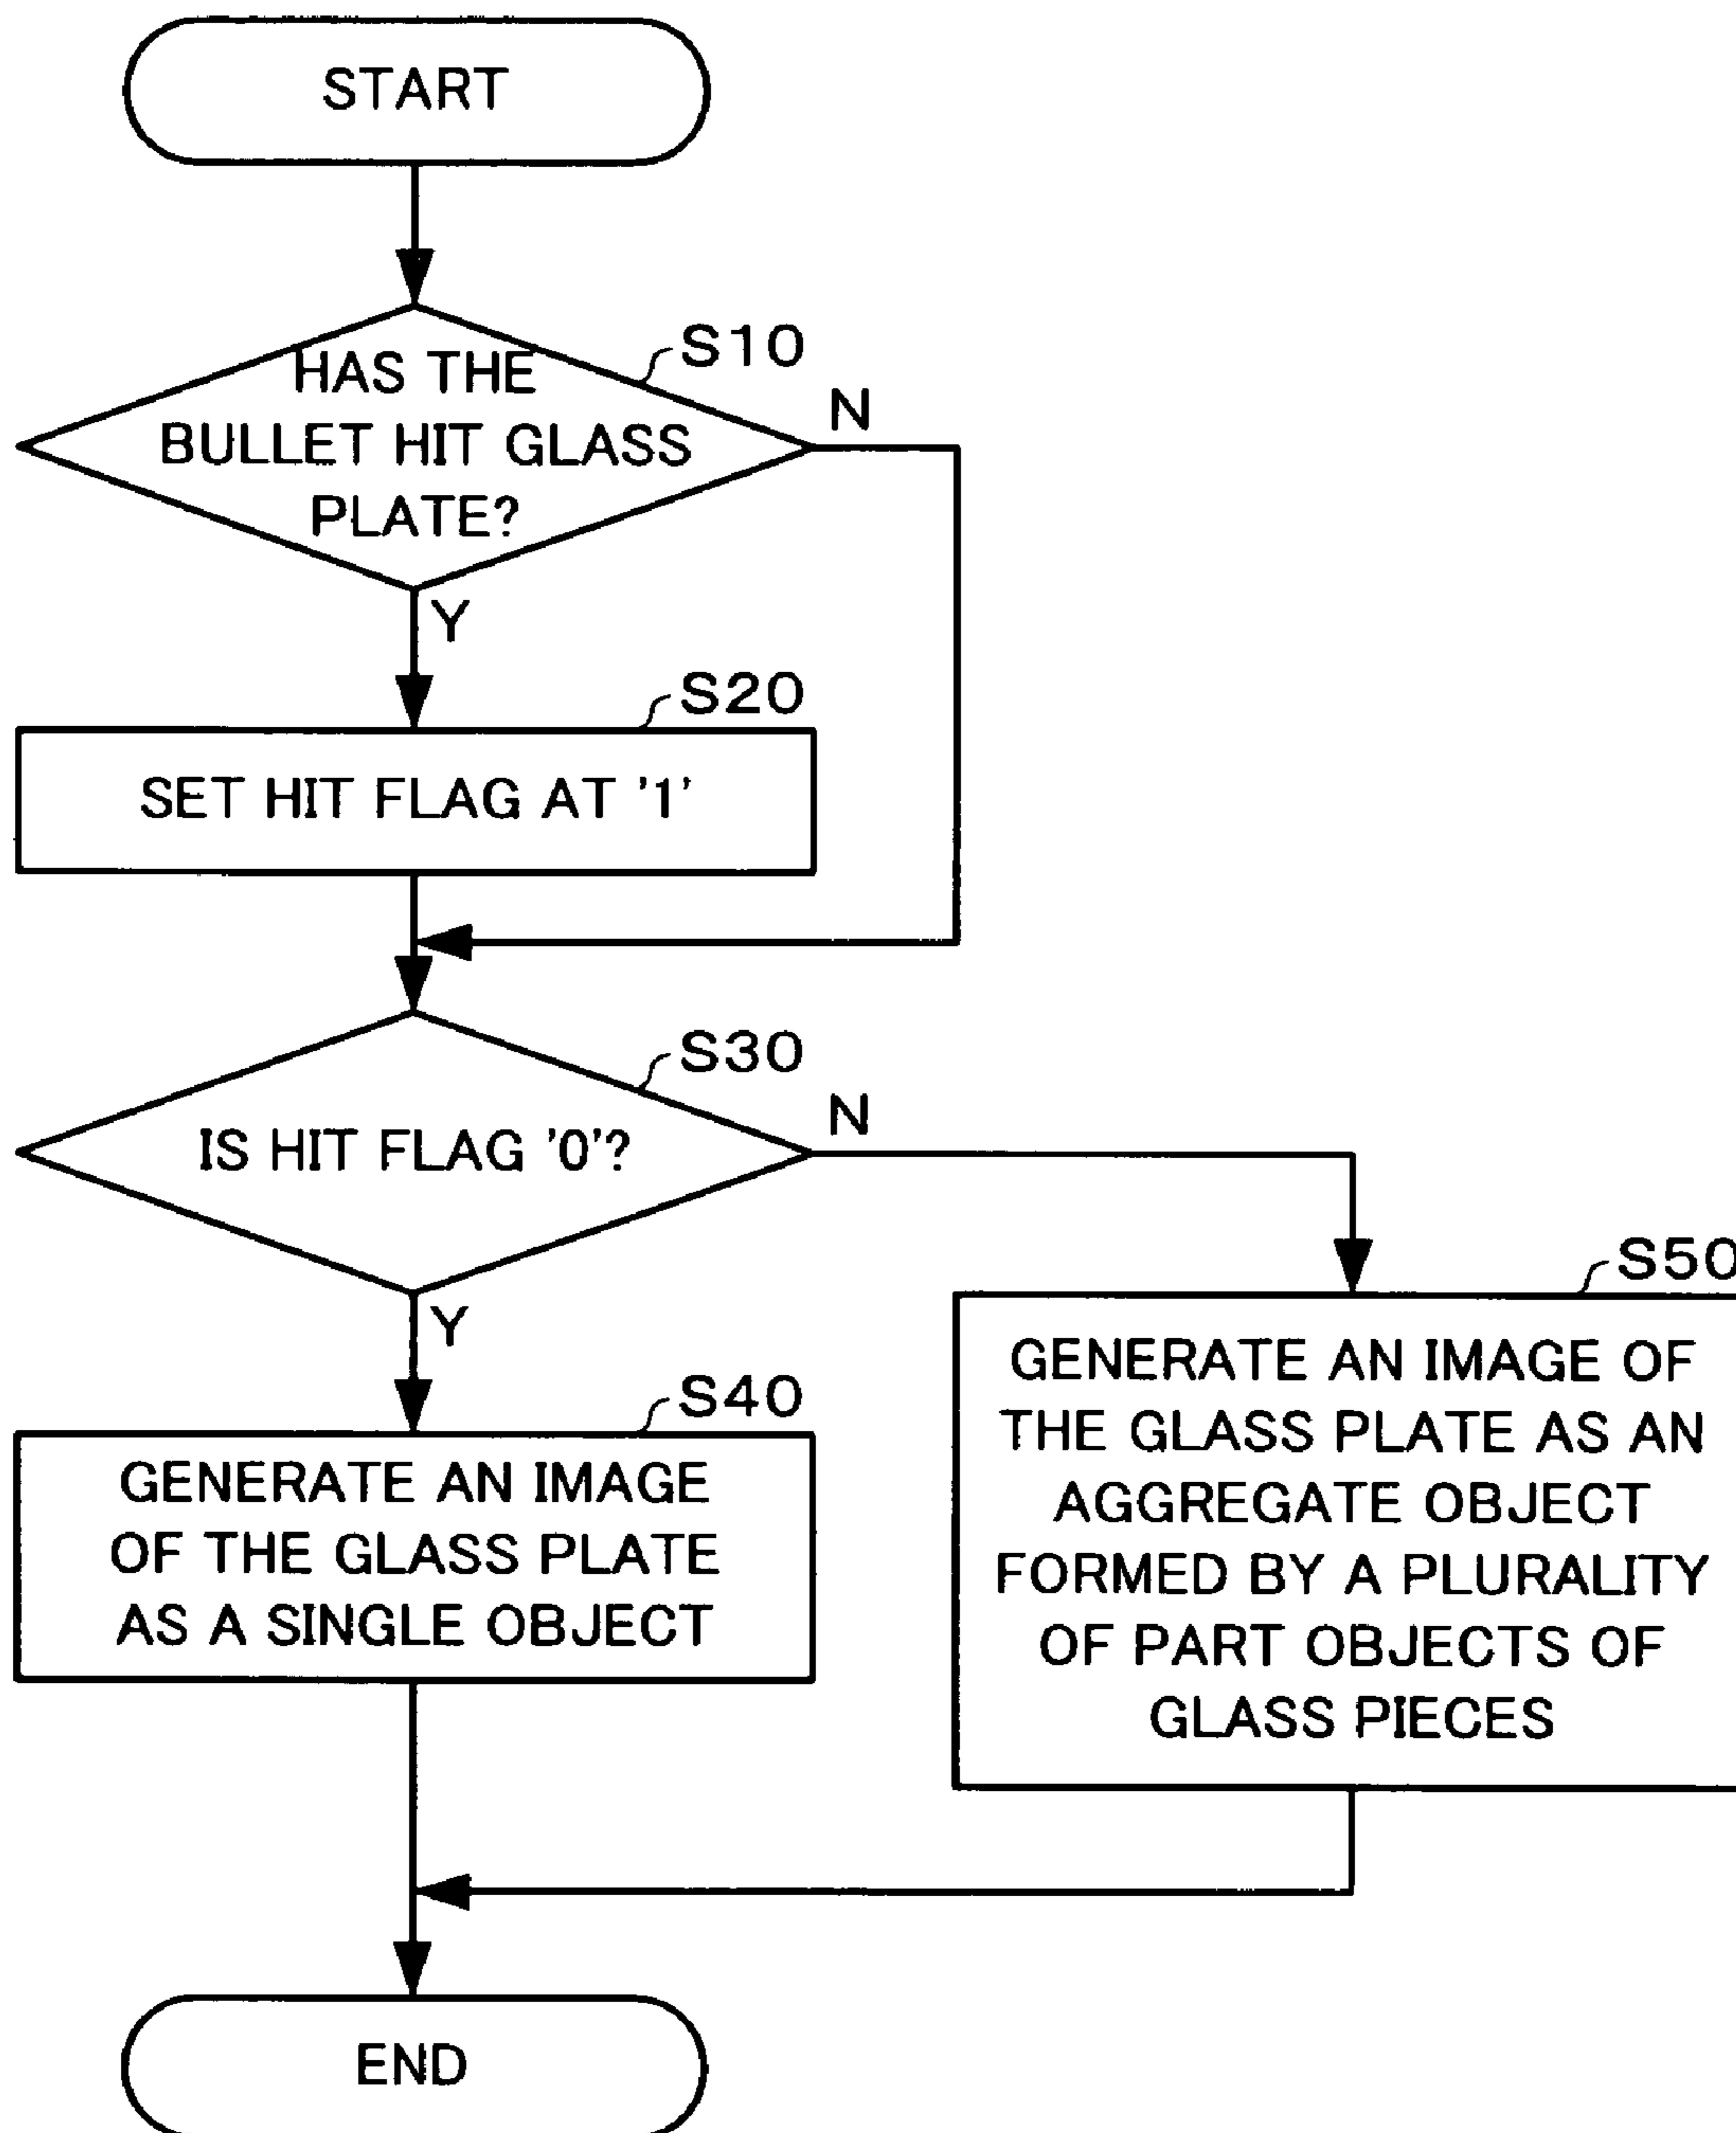 START
S10
HAS THE
BULLET HIT GLASS
PLATE?
N
Y
S20
SET HIT FLAG AT '1'
S30
IS HIT FLAG '0'?
N
Y
S40
GENERATE AN IMAGE
OF THE GLASS PLATE
AS A SINGLE OBJECT
S50
GENERATE AN IMAGE OF
THE GLASS PLATE AS AN
AGGREGATE OBJECT
FORMED BY A PLURALITY
OF PART OBJECTS OF
GLASS PIECES
END